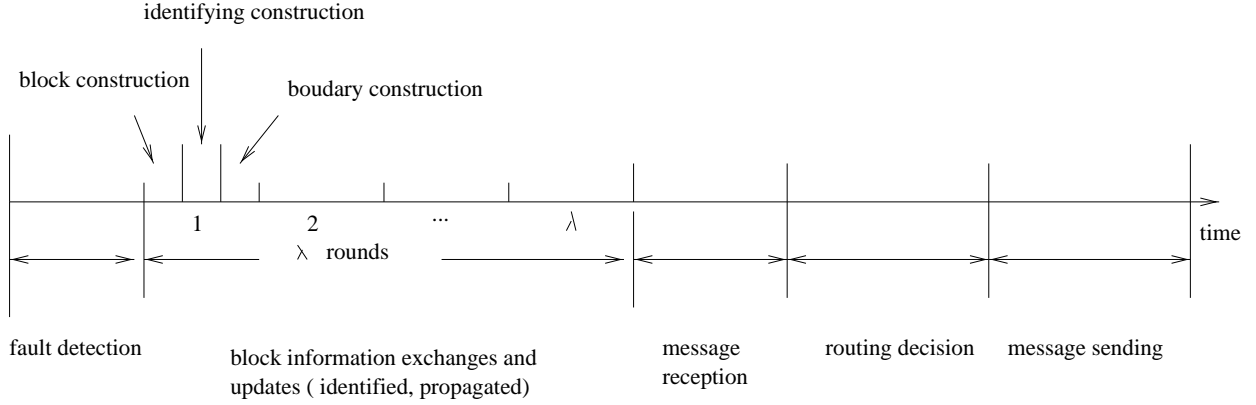 identifying construction
block construction
boudary construction
1
2
...
λ
time
λ rounds
fault detection
block information exchanges and
updates ( identified, propagated)
message
reception
routing decision
message sending